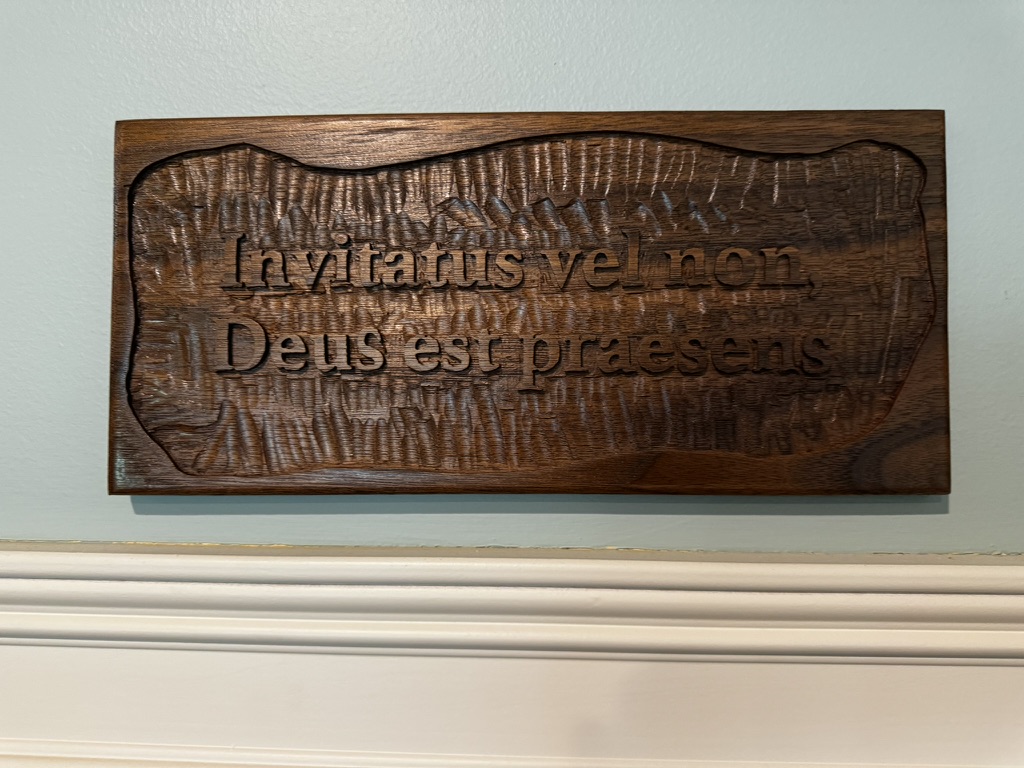 Invitatus vel non,
Deus est praesens